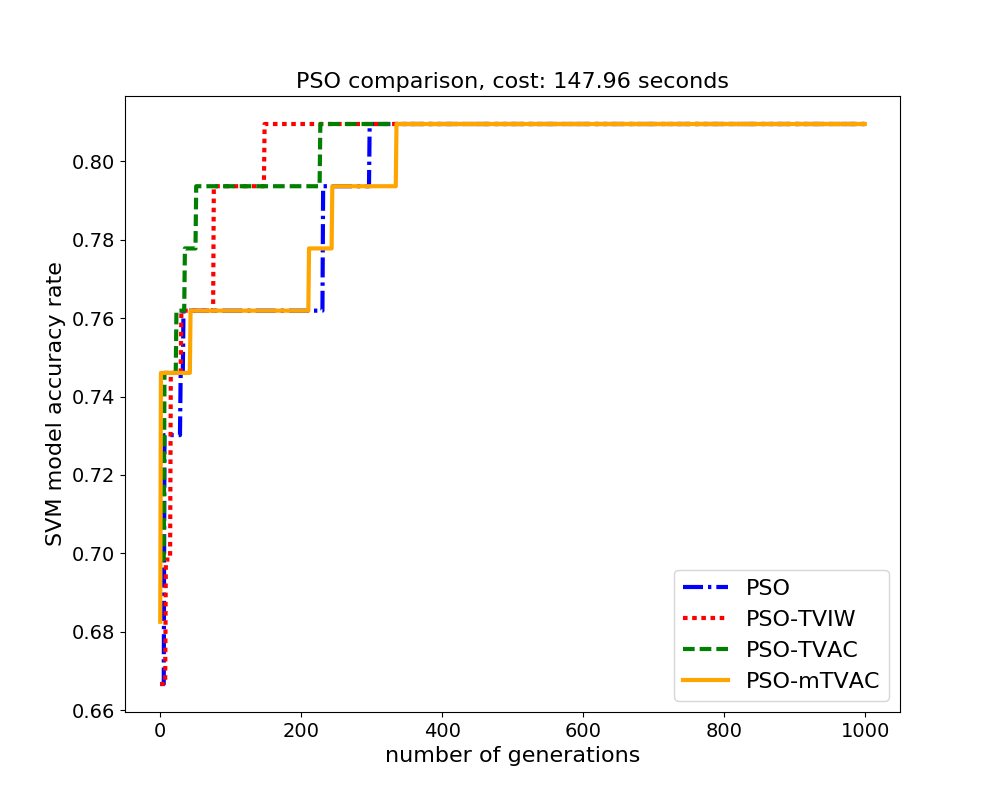 PSO comparison, cost: 147.96 seconds
SVM model accuracy rate
0.80
0.78
0.76
0.74
0.72
0.70
0.68
0.66
0
200
400
600
800
1000
number of generations
PSO
PSO-TVIW
PSO-TVAC
PSO-mTVAC